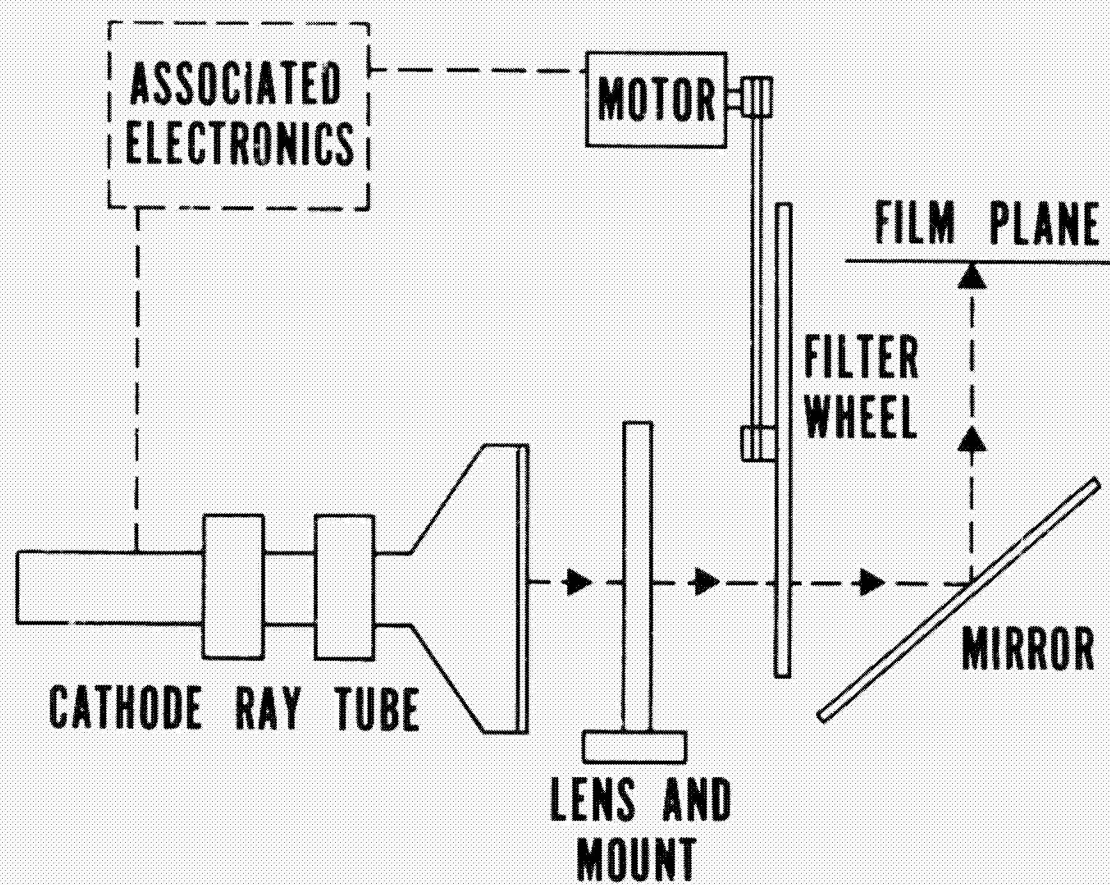 ASSOCIATED
ELECTRONICS
MOTOR
FILM PLANE
FILTER
WHEEL
MIRROR
CATHODE RAY TUBE
LENS AND
MOUNT